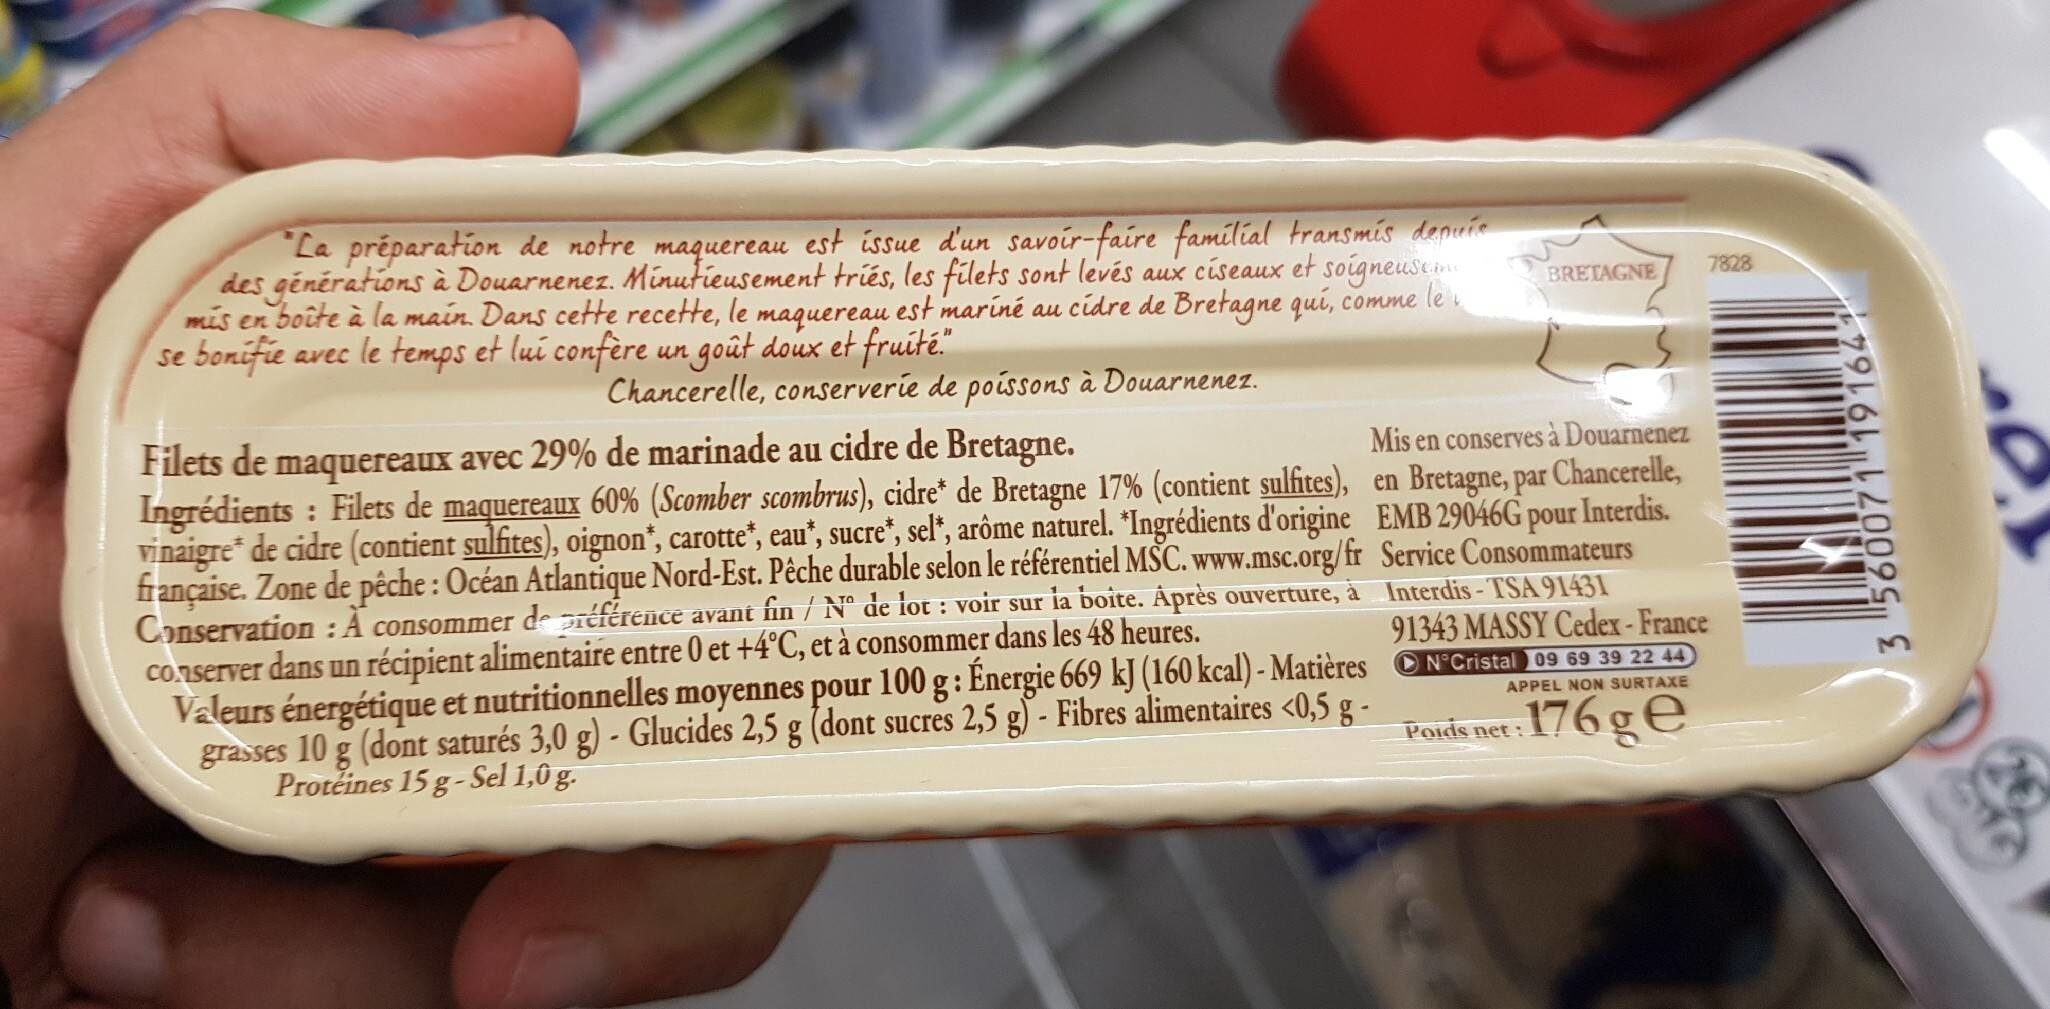 "La préparation de notre maquereau est issue d'un savoir-faire familial transmis depuis
des générations à Douarnenez. Minutieusement triés, les filets sont levés aux ciseaux et
mis en boîte à la main. Dans cette recette, le maquereau est mariné au cidre de Bretagne qui, comme le
se bonifie avec le temps et lui confère un goût doux et fruité."
Chancerelle, conserverie de poissons à Douarnenez.
BRETAGNE
7828
Filets de maquereaux avec 29% de marinade au cidre de Bretagne.
Ingrédients : Filets de maquereaux 60% (Scomber scombrus), cidre* de Bretagne 17% (contient sulfites),
vinaigre* de cidre (contient sulfites), oignon*, carotte*, eau*, sucre*, sel*, arôme naturel. *Ingrédients d'origine
française. Zone de pêche : Océan Atlantique Nord-Est. Pêche durable selon le référentiel MSC. www.msc.org/fr
Conservation : À consommer de préférence avant fin / N° de lot : voir sur la boîte. Après ouverture, à
conserver dans un récipient alimentaire entre 0 et +4°C, et à consommer dans les 48 heures.
Valeurs énergétique et nutritionnelles moyennes pour 100 g : Énergie 669 kJ (160 kcal) - Matières
grasses 10 g (dont saturés 3,0 g) - Glucides 2,5 g (dont sucres 2,5 g) - Fibres alimentaires <0,5 g -
Protéines 15 g - Sel 1,0 g.
Mis en conserves à Douarnenez
en Bretagne, par Chancerelle,
EMB 29046G pour Interdis.
Service Consommateurs
Interdis - TSA 91431
91343 MASSY Cedex - France
N°Cristal 09 69 39 22 44
APPEL NON SURTAXE
Poids net : 176 g e
3 560071 191641